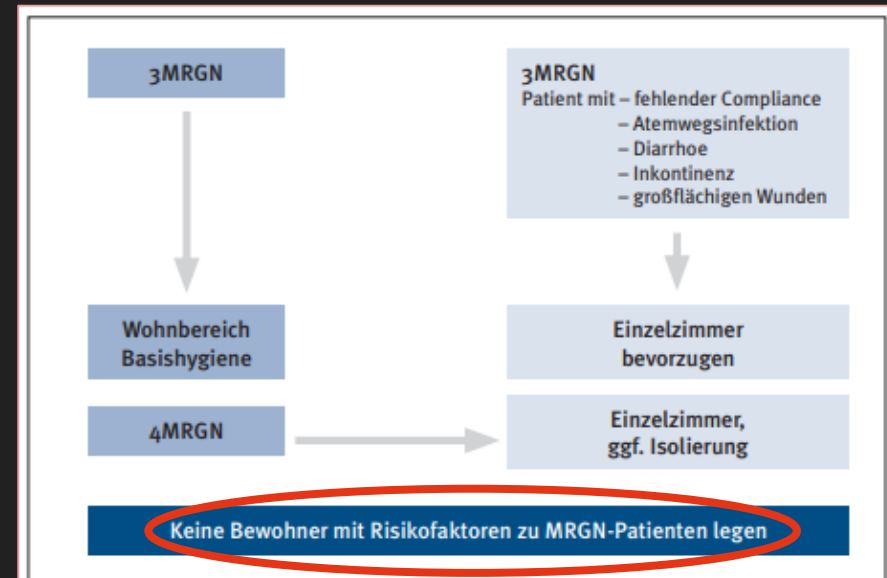 3MRGN
3MRGN
Patient mit – fehlender Compliance
– Atemwegsinfektion
– Diarrhoe
– Inkontinenz
– großflächigen Wunden
Wohnbereich
Basishygiene
Einzelzimmer
bevorzugen
4MRGN
Einzelzimmer,
ggf. Isolierung
Keine Bewohner mit Risikofaktoren zu MRGN-Patienten legen